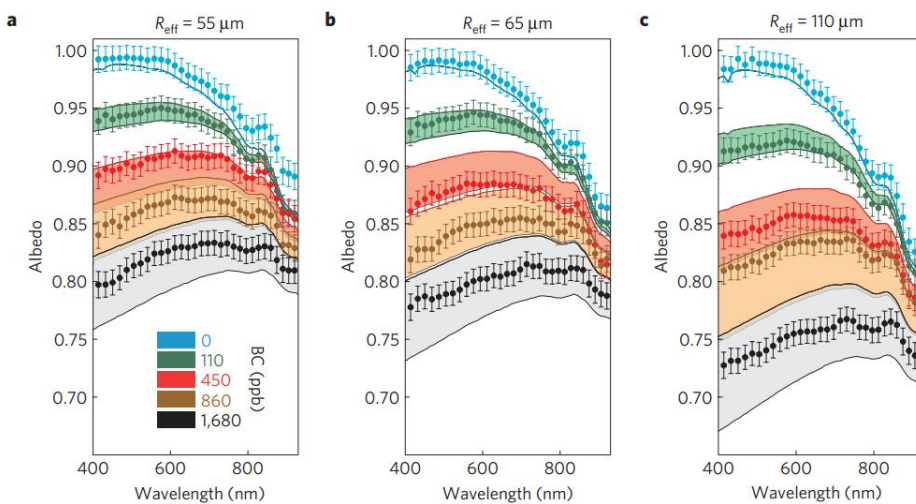 a
R_eff = 55 µm
b
R_eff = 65 µm
c
R_eff = 110 µm
Albedo
1.00
0.95
0.90
0.85
0.80
0.75
0.70
0
110
450
860
1,680
BC (ppb)
400
600
800
Wavelength (nm)
Albedo
1.00
0.95
0.90
0.85
0.80
0.75
0.70
400
600
800
Wavelength (nm)
Albedo
1.00
0.95
0.90
0.85
0.80
0.75
0.70
400
600
800
Wavelength (nm)